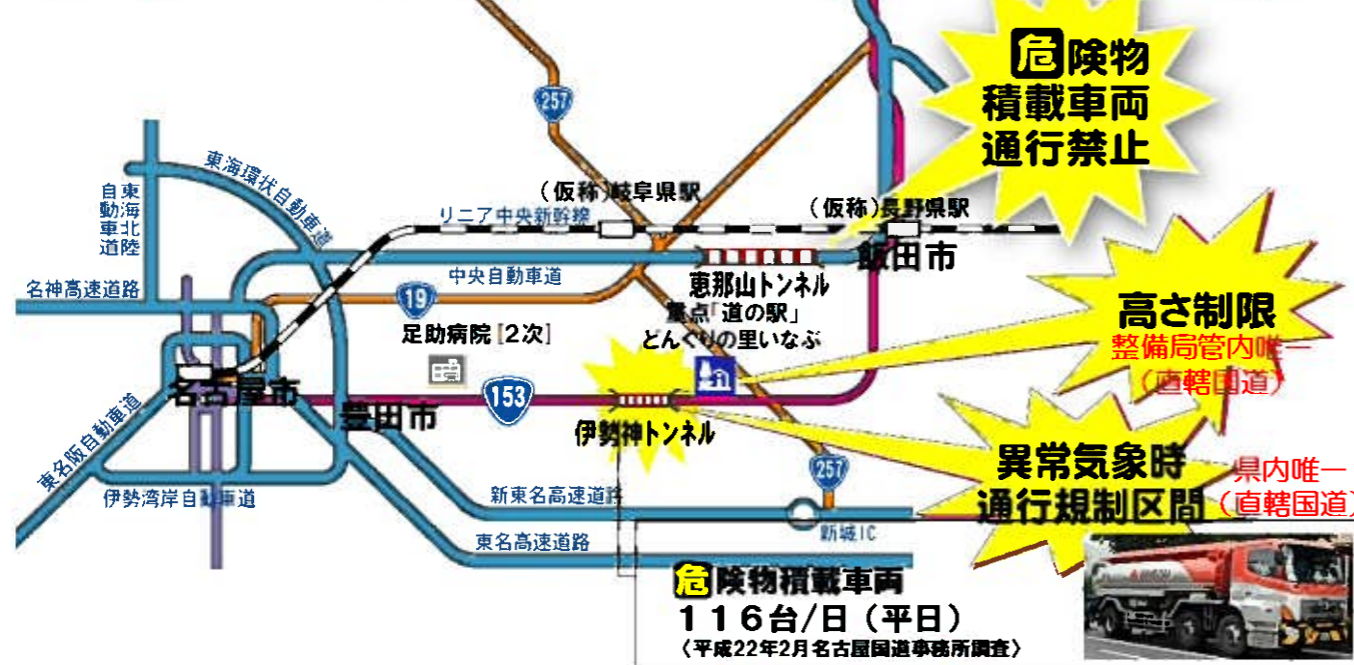 危険物
積載車両
通行禁止
257
東海環状自動車道
東海北陸
自動車道
(仮称)岐阜県駅
(仮称)長野県駅
リニア中央新幹線
飯田市
中央自動車道
恵那山トンネル
名神高速道路
19
重点「道の駅」
どんぐりの里いなぶ
足助病院[2次]
高さ制限
整備局管内唯一
(直轄国道)
名古屋市
153
豊田市
伊勢神トンネル
東名阪自動車道
257
異常気象時
通行規制区間
県内唯一
(直轄国道)
伊勢湾岸自動車道
新東名高速道路
新城IC
東名高速道路
危険物積載車両
116台/日(平日)
〈平成22年2月名古屋国道事務所調査〉